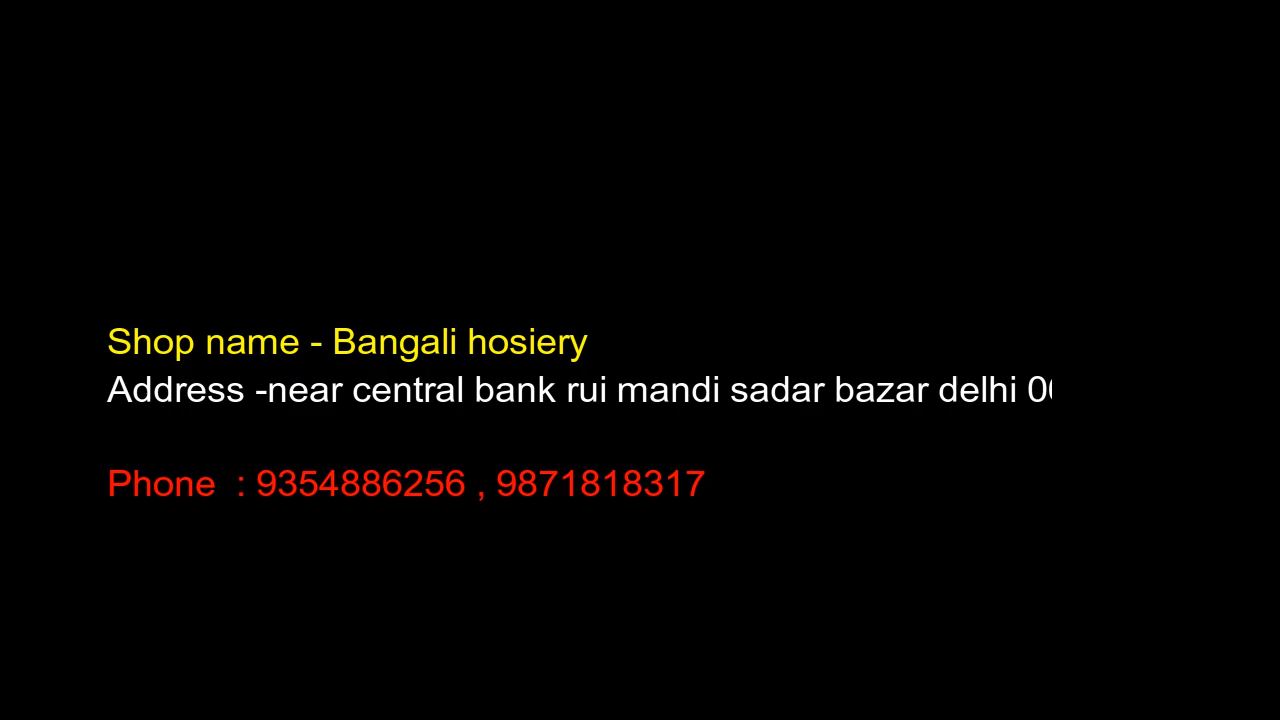 Shop name - Bangali hosiery
Address -near central bank rui mandi sadar bazar delhi
Phone  : 9354886256 , 9871818317